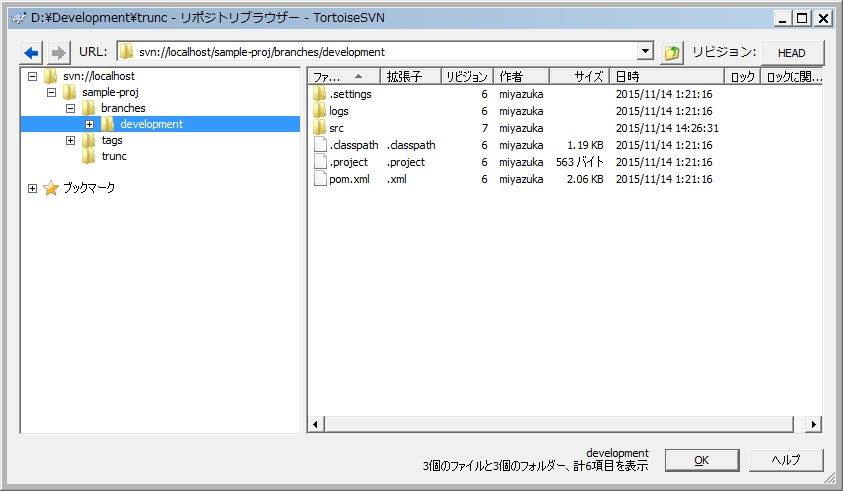 D:¥Development¥trunc - リポジトリブラウザー - TortoiseSVN
URL: svn://localhost/sample-proj/branches/development リビジョン: HEAD
svn://localhost
sample-proj
branches
development
tags
trunc
ブックマーク
ファ... 拡張子 リビジョン 作者 サイズ 日時 ロック ロックに関...
.settings 6 miyazuka 2015/11/14 1:21:16
logs 6 miyazuka 2015/11/14 1:21:16
src 7 miyazuka 2015/11/14 14:26:31
.classpath .classpath 6 miyazuka 1.19 KB 2015/11/14 1:21:16
.project .project 6 miyazuka 563 バイト 2015/11/14 1:21:16
pom.xml .xml 6 miyazuka 2.06 KB 2015/11/14 1:21:16
development
3個のファイルと3個のフォルダー、計6項目を表示
OK ヘルプ